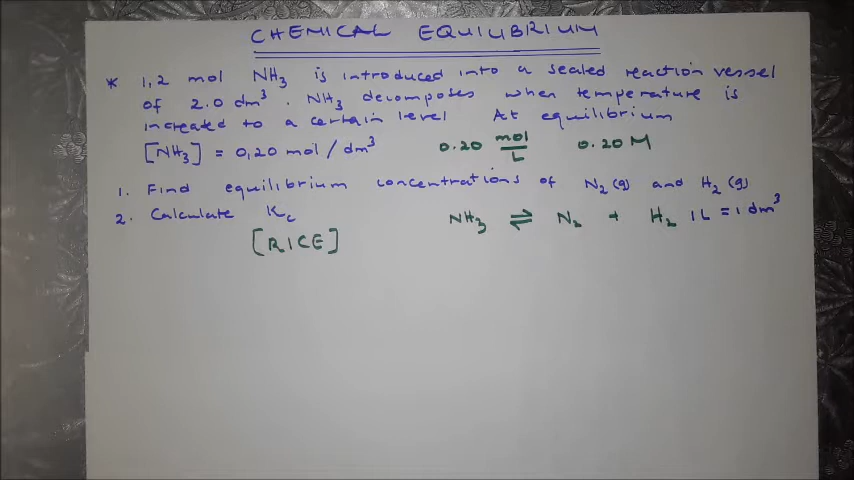 CHEMICAL EQUILIBRIUM
* 1,2 mol NH₃ is introduced into a sealed reaction vessel
of 2.0 dm³. NH₃ decomposes when temperature is
increased to a certain level At equilibrium
[NH₃] = 0,20 mol/dm³ 0.20 mol/L 0.20 M
1. Find equilibrium concentrations of N₂(g) and H₂(g)
2. Calculate Kc NH₃ ⇌ N₂ + H₂ 1L = 1 dm³
[RICE]